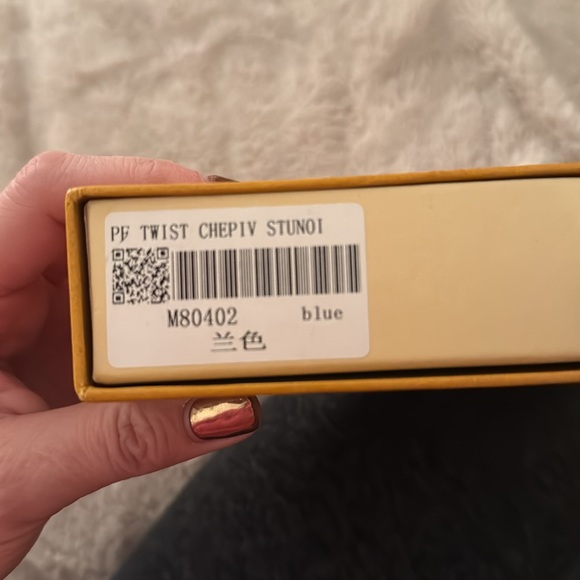 PF TWIST CHEPIV STUNOI
M80402 blue
兰色